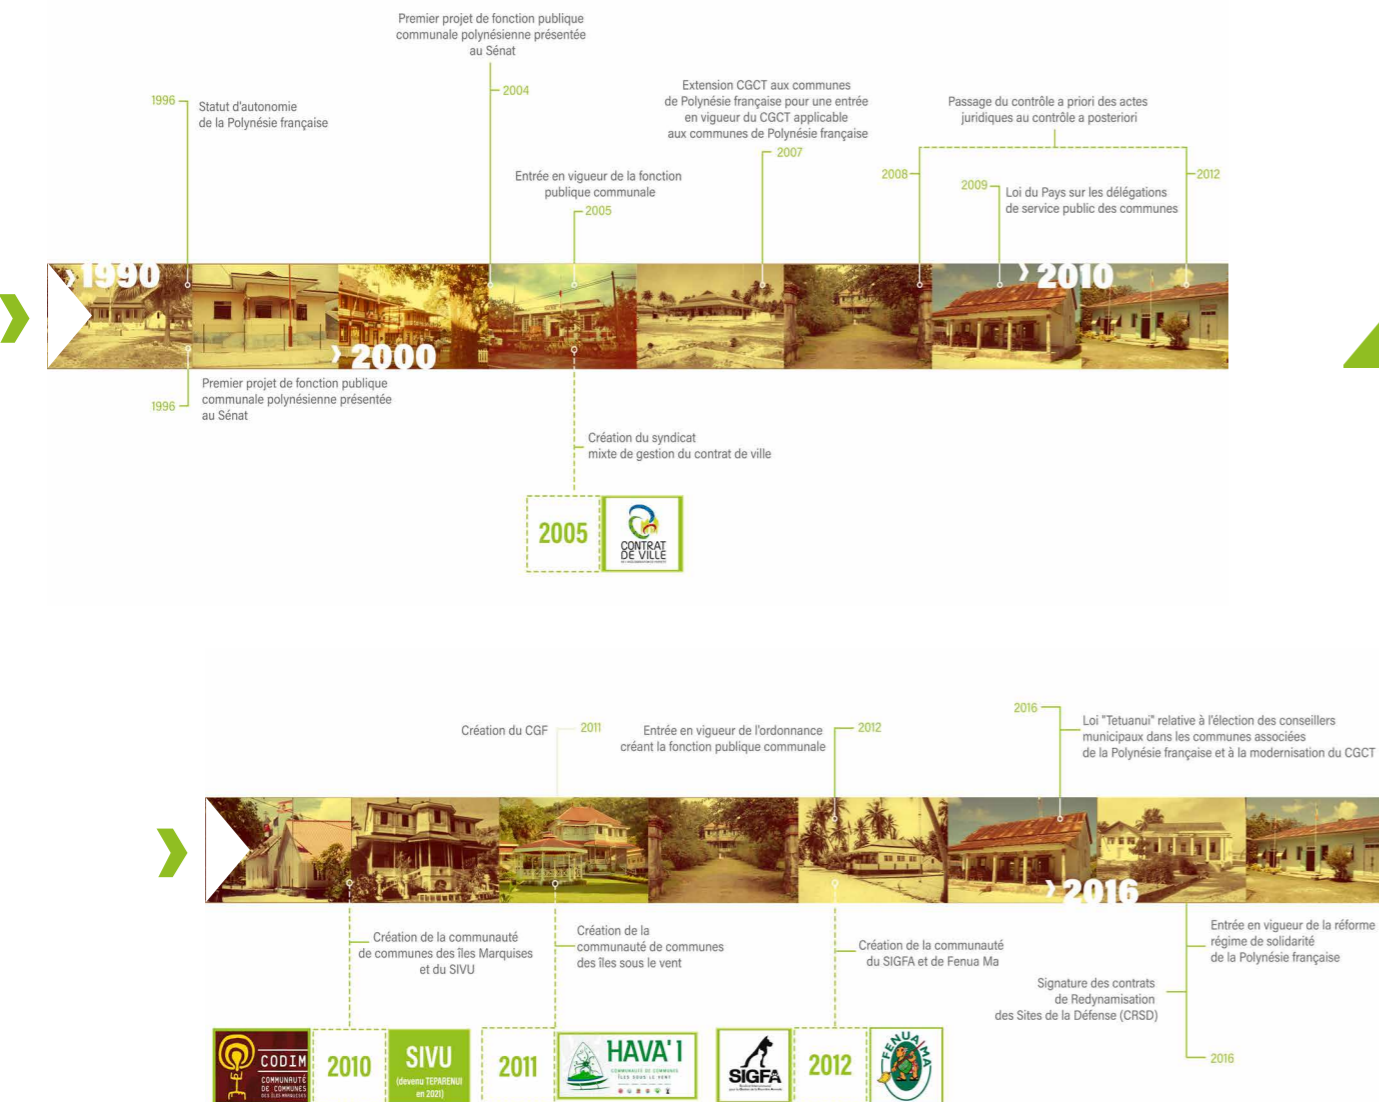 Premier projet de fonction publique
communale polynésienne présentée
au Sénat
2004
1996
Statut d'autonomie
de la Polynésie française
Extension CGCT aux communes
de Polynésie française pour une entrée
en vigueur du CGCT applicable
aux communes de Polynésie française
2007
Passage du contrôle a priori des actes
juridiques au contrôle a posteriori
2008
2012
Entrée en vigueur de la fonction
publique communale
2005
2009
Loi du Pays sur les délégations
de service public des communes
1990
2000
2010
1996
Premier projet de fonction publique
communale polynésienne présentée
au Sénat
Création du syndicat
mixte de gestion du contrat de ville
2005
CONTRAT
DE VILLE
Création du CGF
2011
Entrée en vigueur de l'ordonnance
créant la fonction publique communale
2012
2016
Loi "Tetuanui" relative à l'élection des conseillers
municipaux dans les communes associées
de la Polynésie française et à la modernisation du CGCT
2016
Création de la communauté
de communes des îles Marquises
et du SIVU
Création de la
communauté de communes
des îles sous le vent
Création de la communauté
du SIGFA et de Fenua Ma
Entrée en vigueur de la réforme
régime de solidarité
de la Polynésie française
Signature des contrats
de Redynamisation
des Sites de la Défense (CRSD)
2016
CODIM
COMMUNAUTÉ
DE COMMUNES
DES ÎLES MARQUISES
2010
SIVU
(devenu TEPARENUI
en 2021)
2011
HAVA'I
COMMUNAUTÉ DE COMMUNES
ÎLES SOUS LE VENT
SIGFA
2012
FENUA MA